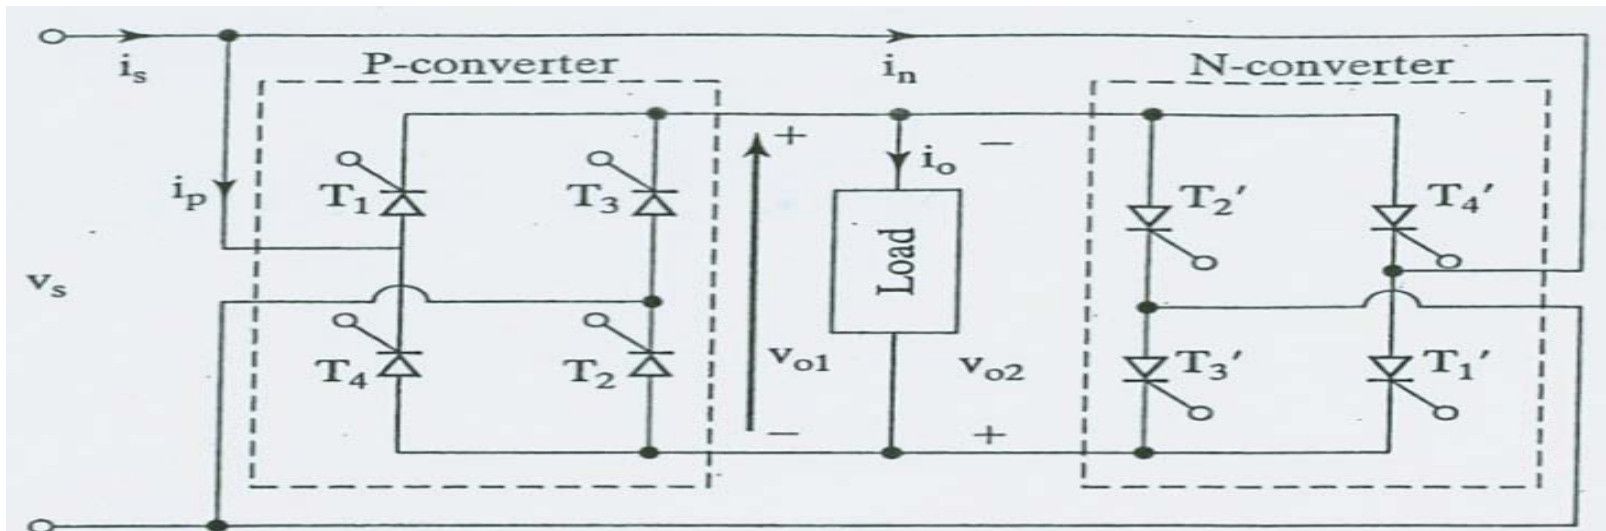 i_s
P-converter
i_n
N-converter
+
i_o
−
i_p
T_1
T_3
T_2′
T_4′
Load
v_s
T_4
T_2
v_o1
v_o2
T_3′
T_1′
−
+